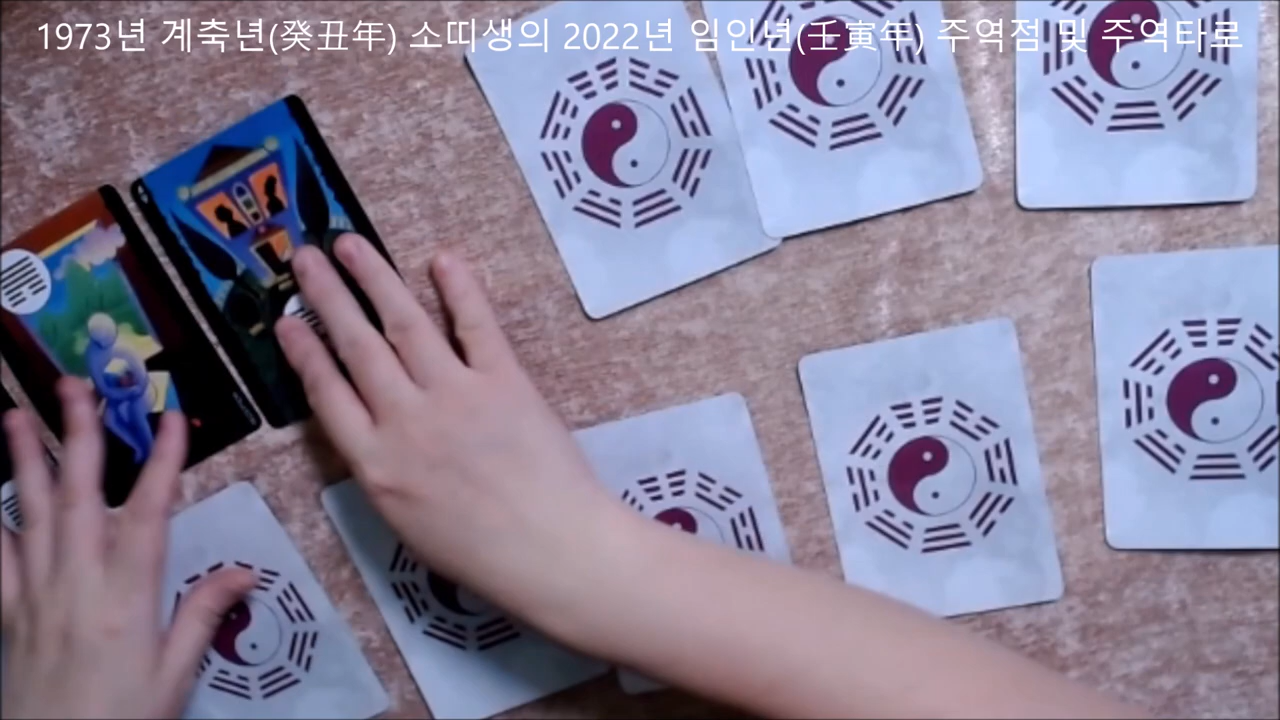 1973년 계축년(癸丑年) 소띠생의 2022년 임인년(壬寅年) 주역점 및 주역타로